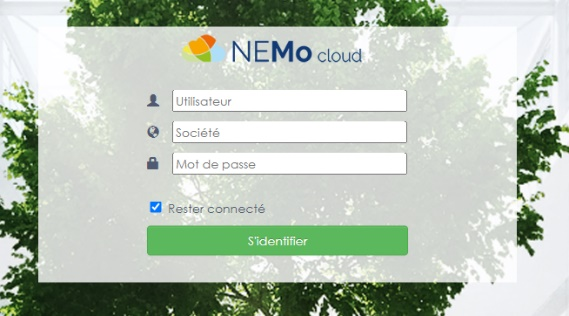 NEMo cloud
Utilisateur
Société
Mot de passe
Rester connecté
S'identifier